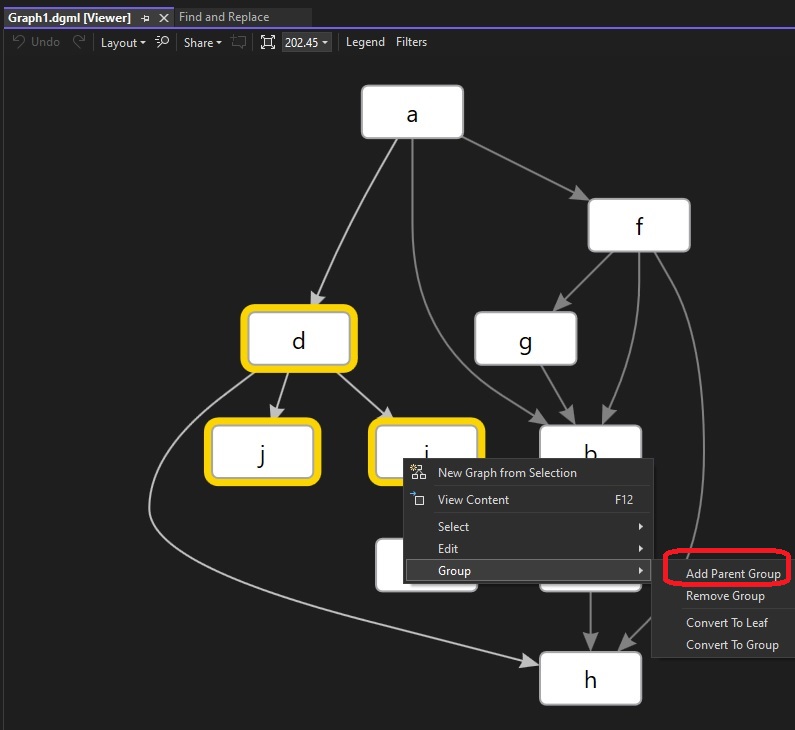 Graph1.dgml [Viewer] Find and Replace
Undo Layout Share 202.45 Legend Filters
a
f
d
g
j
New Graph from Selection
View Content F12
Select
Edit
Group
Add Parent Group
Remove Group
Convert To Leaf
Convert To Group
h